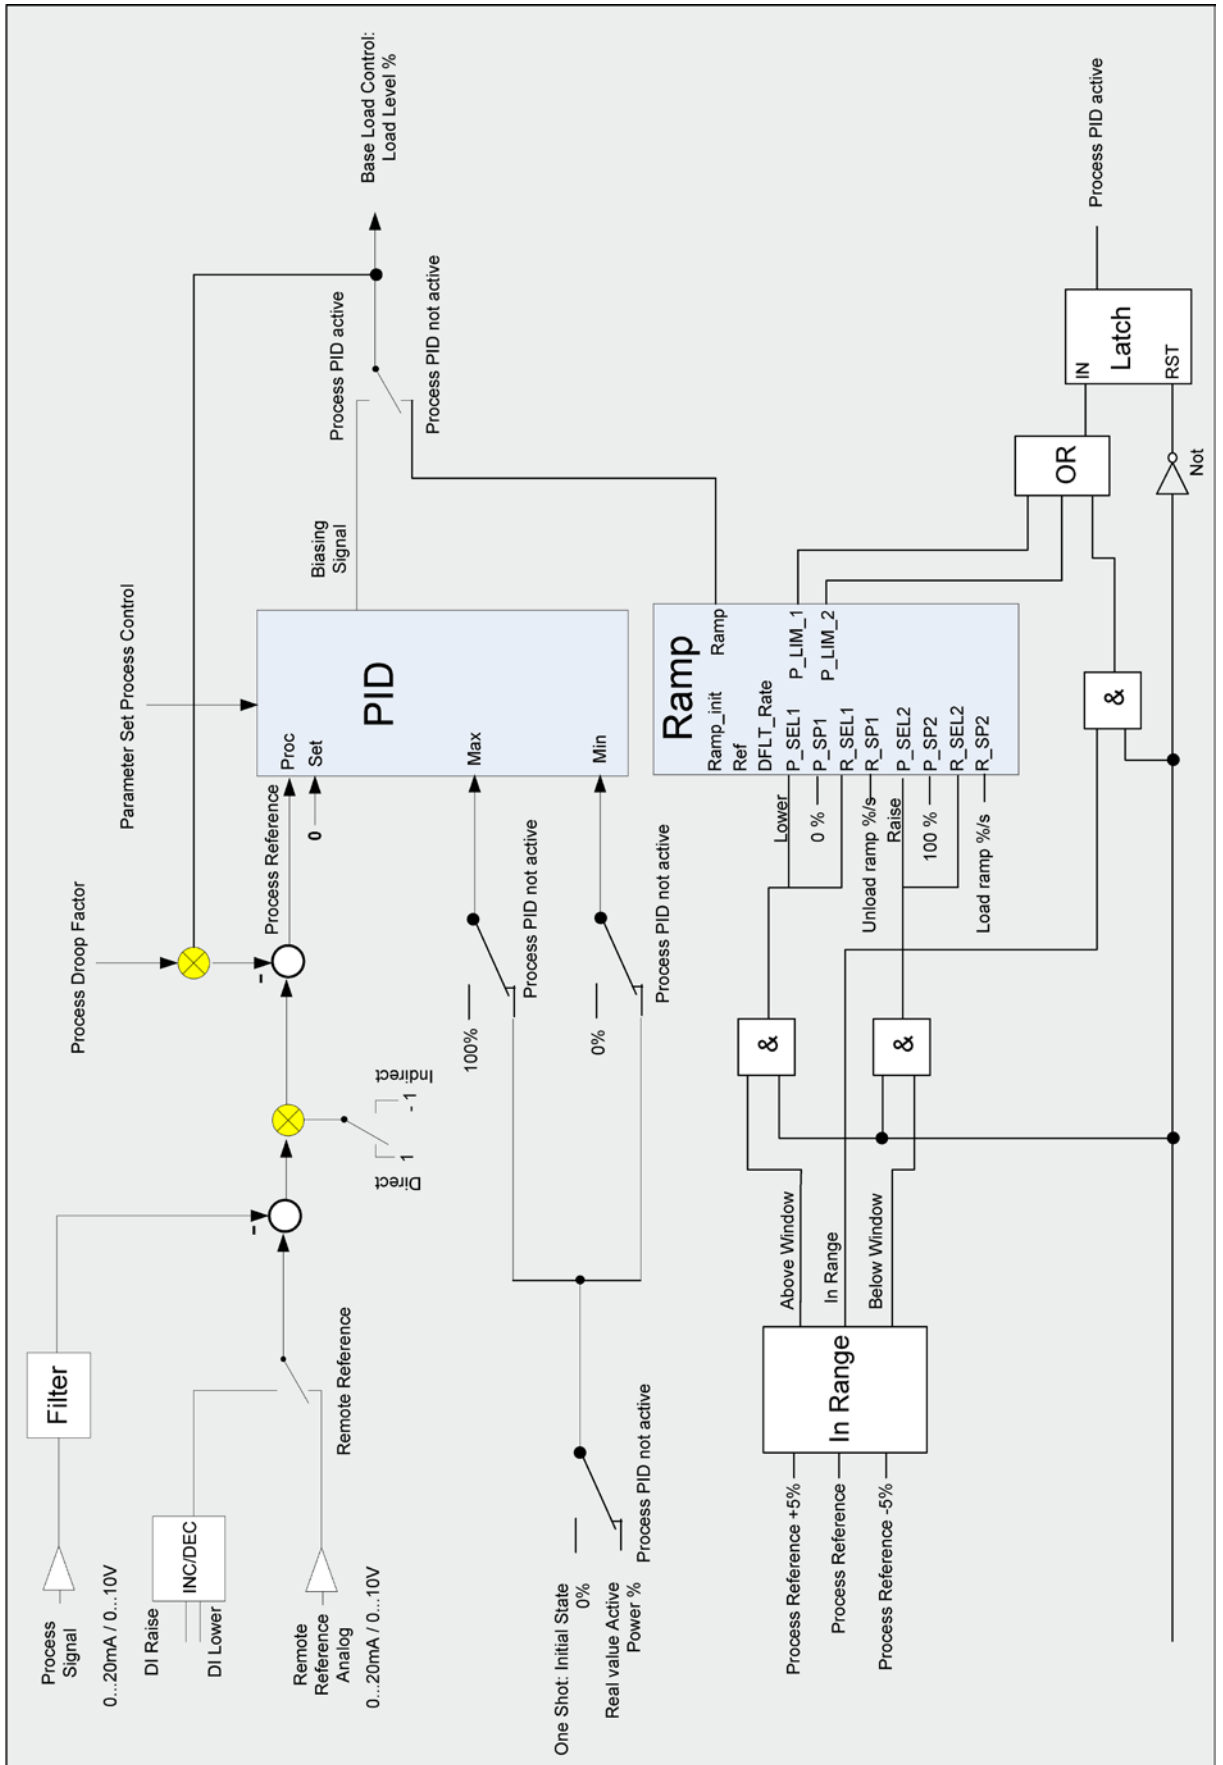 Process
Signal
0...20mA / 0...10V
Filter
DI Raise
DI Lower
INC/DEC
Remote
Reference
Analog
0...20mA / 0...10V
Remote Reference
-
Direct
1
- 1
Indirect
Process Droop Factor
-
Process Reference
Parameter Set Process Control
Proc
Set
0
PID
Max
Min
Biasing
Signal
Process PID active
Process PID not active
Base Load Control:
Load Level %
100%
Process PID not active
0%
Process PID not active
One Shot: Initial State
0%
Real value Active
Power %
Process PID not active
Ramp
Ramp_init
Ref
DFLT_Rate
P_SEL1
P_SP1
R_SEL1
R_SP1
P_SEL2
P_SP2
R_SEL2
R_SP2
Ramp
P_LIM_1
P_LIM_2
Lower
0 %
Unload ramp %/s
Raise
100 %
Load ramp %/s
&
&
&
Process Reference +5%
Process Reference
Process Reference -5%
In Range
Above Window
In Range
Below Window
OR
Not
IN
Latch
RST
Process PID active